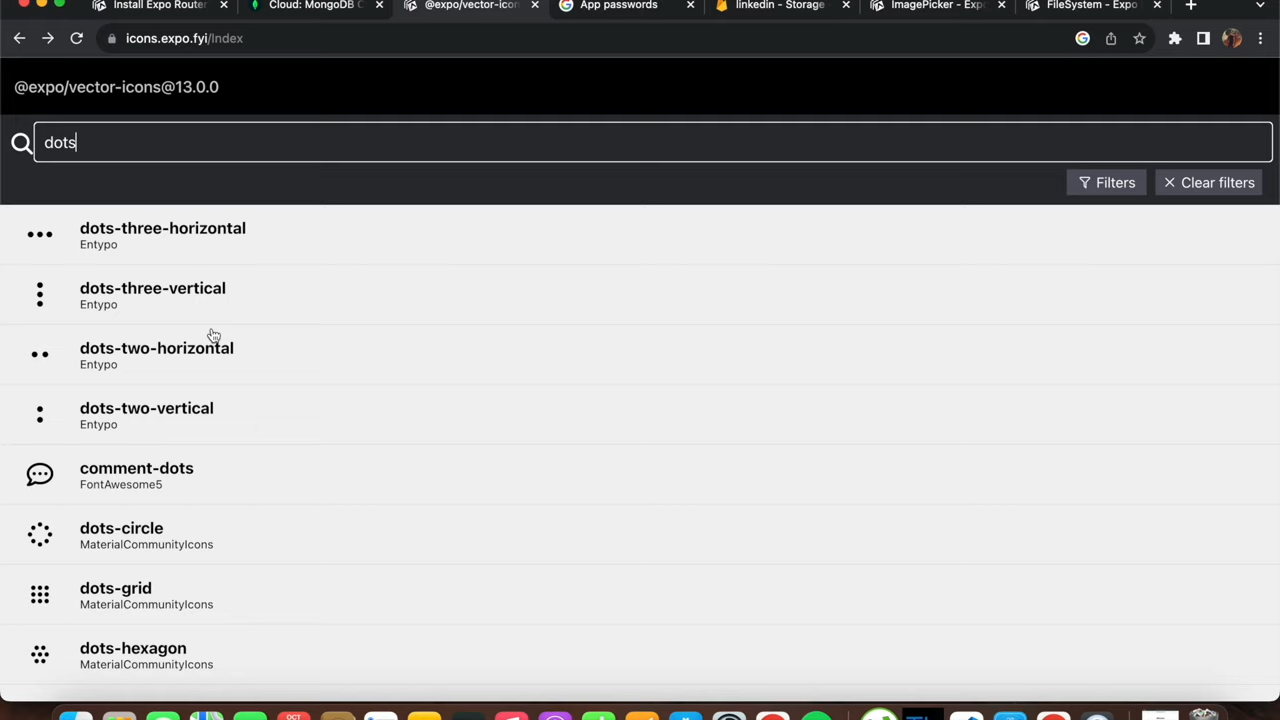 Install Expo Router
Cloud: MongoDB C
@expo/vector-icon
App passwords
linkedin - Storage
ImagePicker - Exp
FileSystem - Expo
icons.expo.fyi/Index
@expo/vector-icons@13.0.0
dots
Filters
Clear filters
dots-three-horizontal
Entypo
dots-three-vertical
Entypo
dots-two-horizontal
Entypo
dots-two-vertical
Entypo
comment-dots
FontAwesome5
dots-circle
MaterialCommunityIcons
dots-grid
MaterialCommunityIcons
dots-hexagon
MaterialCommunityIcons
OCT